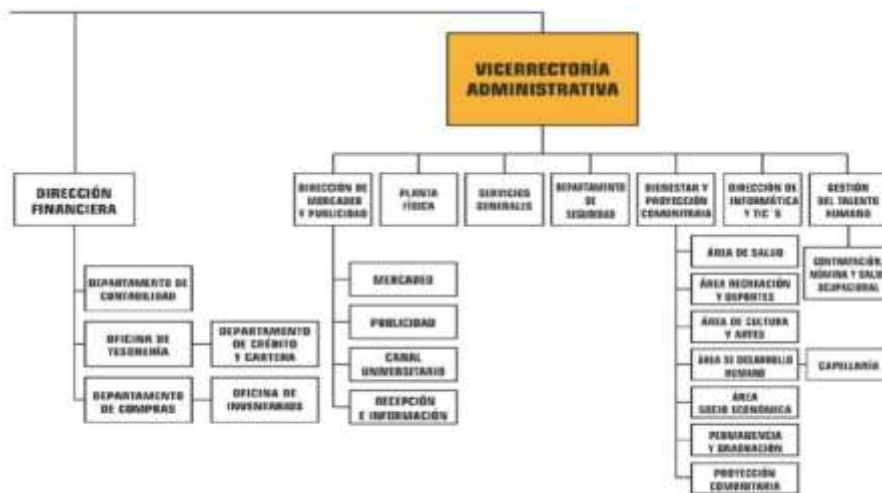 VICERRECTORÍA
ADMINISTRATIVA
DIRECCIÓN
FINANCIERA
DIRECCIÓN DE
MERCADEO
Y PUBLICIDAD
PLANTA
FÍSICA
SERVICIOS
GENERALES
DEPARTAMENTO
DE
SEGURIDAD
BIENESTAR Y
PROYECCIÓN
COMUNITARIA
DIRECCIÓN DE
INFORMÁTICA
Y TIC´S
GESTIÓN
DEL TALENTO
HUMANO
DEPARTAMENTO DE
CONTABILIDAD
OFICINA DE
TESORERÍA
DEPARTAMENTO
DE CRÉDITO
Y CARTERA
DEPARTAMENTO
DE COMPRAS
OFICINA DE
INVENTARIOS
MERCADEO
PUBLICIDAD
CANAL
UNIVERSITARIO
RECEPCIÓN
E INFORMACIÓN
ÁREA DE SALUD
ÁREA RECREACIÓN
Y DEPORTES
ÁREA DE CULTURA
Y ARTES
ÁREA DE DESARROLLO
HUMANO
CAPELLANÍA
ÁREA
SOCIO ECONÓMICA
PERMANENCIA
Y GRADUACIÓN
PROYECCIÓN
COMUNITARIA
CONTRATACIÓN,
NÓMINA Y SALUD
OCUPACIONAL